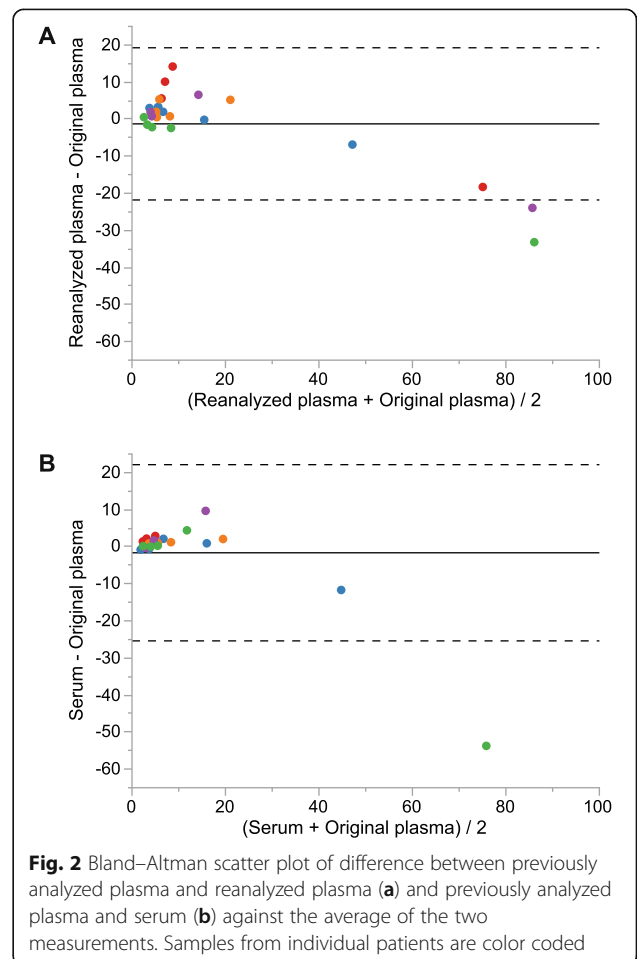 A
Reanalyzed plasma - Original plasma
20
10
0
-10
-20
-30
-40
-50
-60
0 20 40 60 80 100
(Reanalyzed plasma + Original plasma) / 2
B
Serum - Original plasma
20
10
0
-10
-20
-30
-40
-50
-60
0 20 40 60 80 100
(Serum + Original plasma) / 2
Fig. 2 Bland–Altman scatter plot of difference between previously
analyzed plasma and reanalyzed plasma (a) and previously analyzed
plasma and serum (b) against the average of the two
measurements. Samples from individual patients are color coded